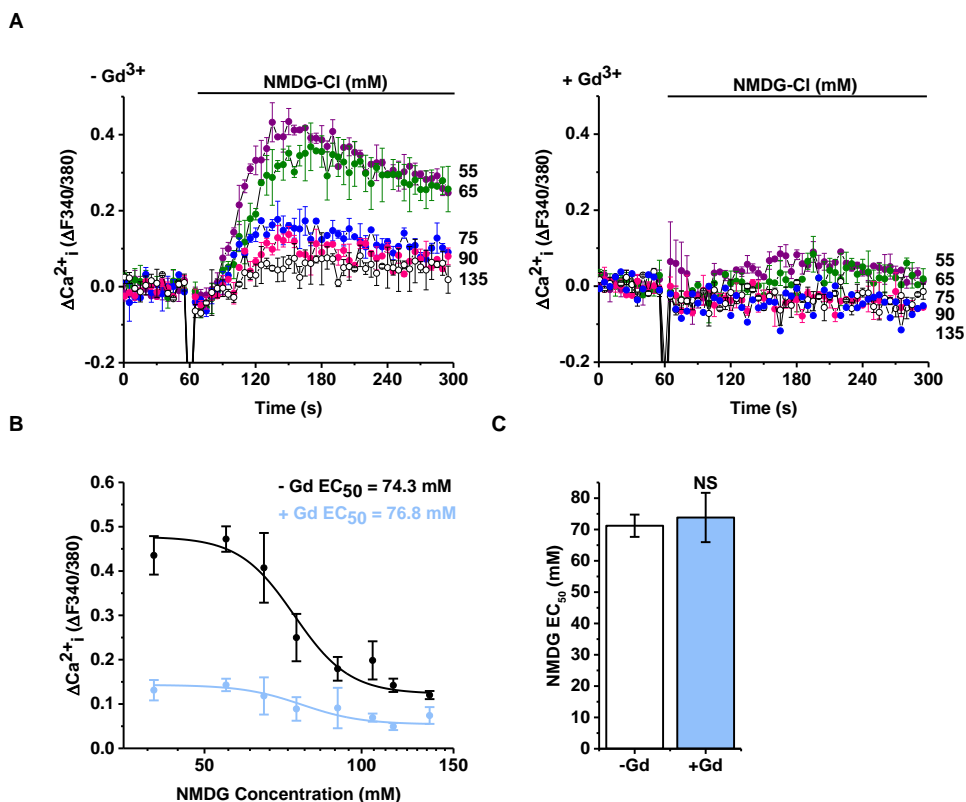 A
- Gd3+
NMDG-Cl (mM)
ΔCa2+i (ΔF340/380)
0.4
0.2
0.0
-0.2
55
65
75
90
135
0 60 120 180 240 300
Time (s)
+ Gd3+
NMDG-Cl (mM)
ΔCa2+i (ΔF340/380)
0.4
0.2
0.0
-0.2
55
65
75
90
135
0 60 120 180 240 300
Time (s)
B
- Gd EC50 = 74.3 mM
+ Gd EC50 = 76.8 mM
ΔCa2+i (ΔF340/380)
0.6
0.5
0.4
0.3
0.2
0.1
0.0
50 100 150
NMDG Concentration (mM)
C
NS
NMDG EC50 (mM)
90
80
70
60
50
40
30
20
10
0
-Gd +Gd